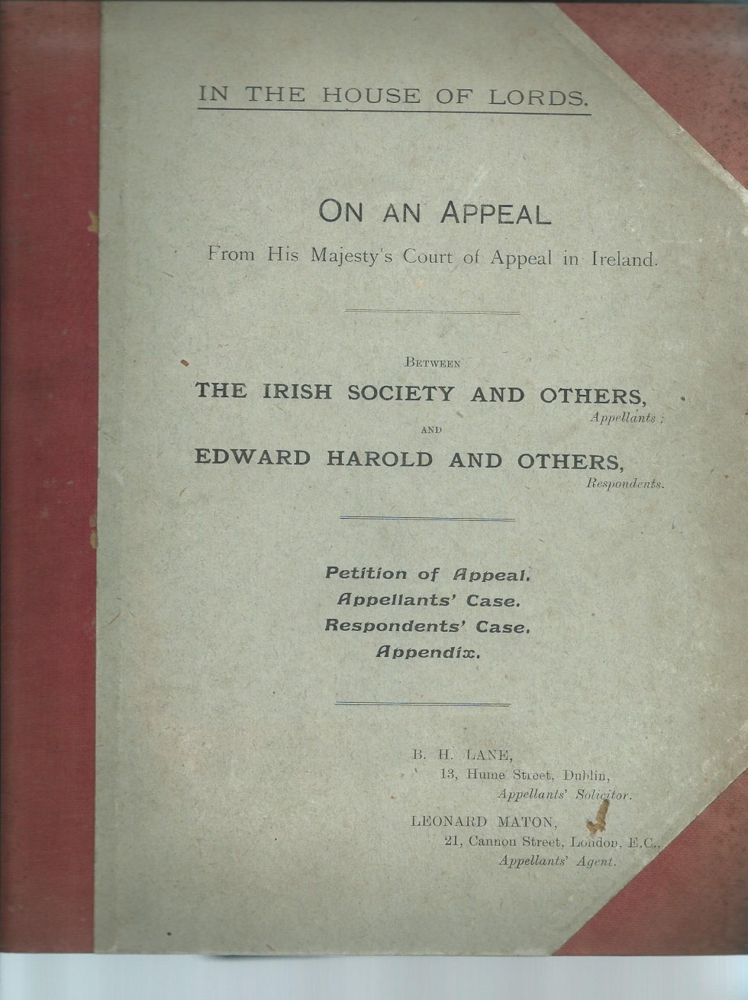 IN THE HOUSE OF LORDS.
ON AN APPEAL
From His Majesty's Court of Appeal in Ireland.
BETWEEN
THE IRISH SOCIETY AND OTHERS,
Appellants;
AND
EDWARD HAROLD AND OTHERS,
Respondents.
Petition of Appeal.
Appellants' Case.
Respondents' Case.
Appendix.
B. H. LANE,
13, Hume Street, Dublin,
Appellants' Solicitor.
LEONARD MATON,
21, Cannon Street, London, E.C.,
Appellants' Agent.